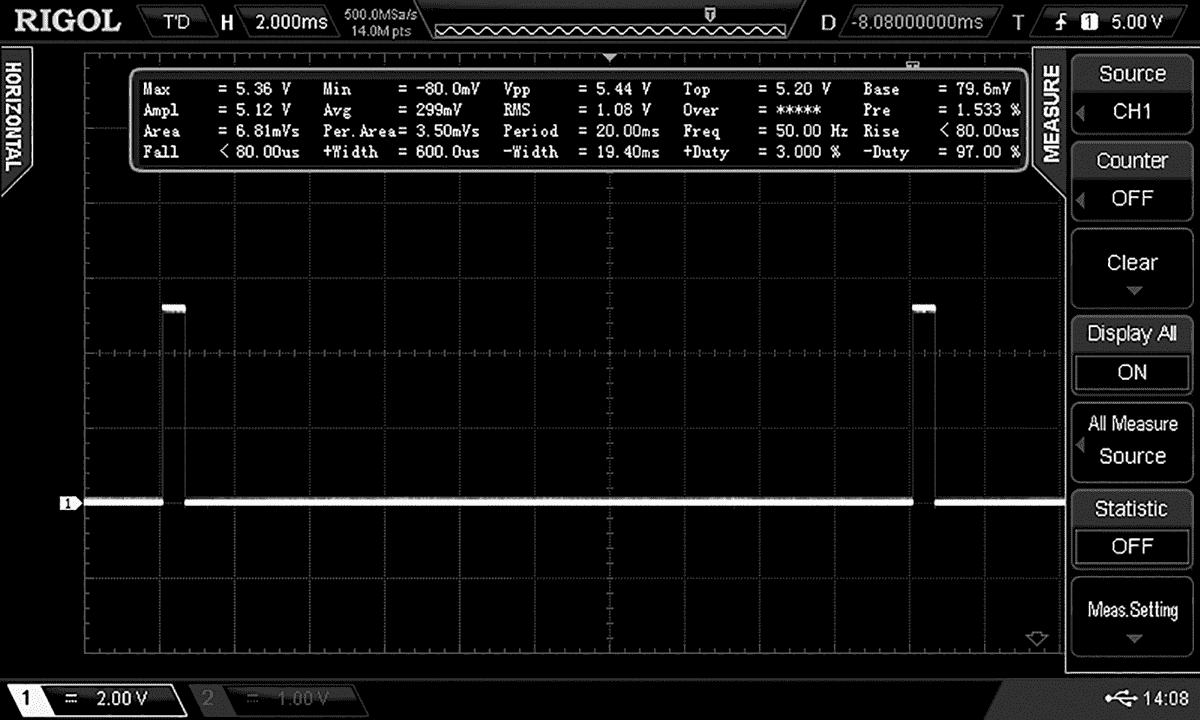 RIGOL T'D H 2.000ms 500.0MSa/s 14.0M pts D -8.08000000ms T 1 5.00 V
HORIZONTAL
Max = 5.36 V Min = -80.0mV Vpp = 5.44 V Top = 5.20 V Base = 79.6mV
Ampl = 5.12 V Avg = 299mV RMS = 1.08 V Over = ***** Pre = 1.533 %
Area = 6.81mVs Per.Area= 3.50mVs Period = 20.00ms Freq = 50.00 Hz Rise < 80.00us
Fall < 80.00us +Width = 600.0us -Width = 19.40ms +Duty = 3.000 % -Duty = 97.00 %
MEASURE
Source
CH1
Counter
OFF
Clear
Display All
ON
All Measure
Source
Statistic
OFF
Meas.Setting
1
1 = 2.00 V 2 = 1.00 V 14:08